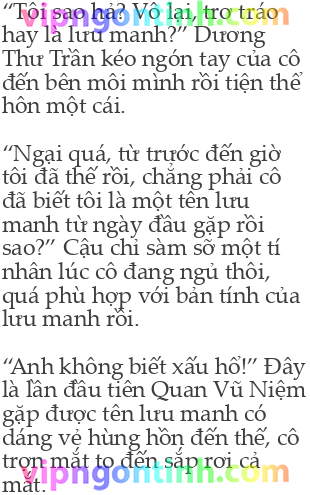 “Tôi sao hả? Vô lại, trơ tráo
hay là lưu manh?” Dương
Thư Trần kéo ngón tay của cô
đến bên môi mình rồi tiện thể
hôn một cái.
“Ngại quá, từ trước đến giờ
tôi đã thế rồi, chẳng phải cô
đã biết tôi là một tên lưu
manh từ ngày đầu gặp rồi
sao?” Cậu chỉ sàm sỡ một tí
nhân lúc cô đang ngủ thôi,
quá phù hợp với bản tính của
lưu manh rồi.
“Anh không biết xấu hổ!” Đây
là lần đầu tiên Quan Vũ Niệm
gặp được tên lưu manh có
dáng vẻ hùng hồn đến thế, cô
trợn mắt to đến sắp rơi cả
mắt.
vipngontinh.com
vipngontinh.com